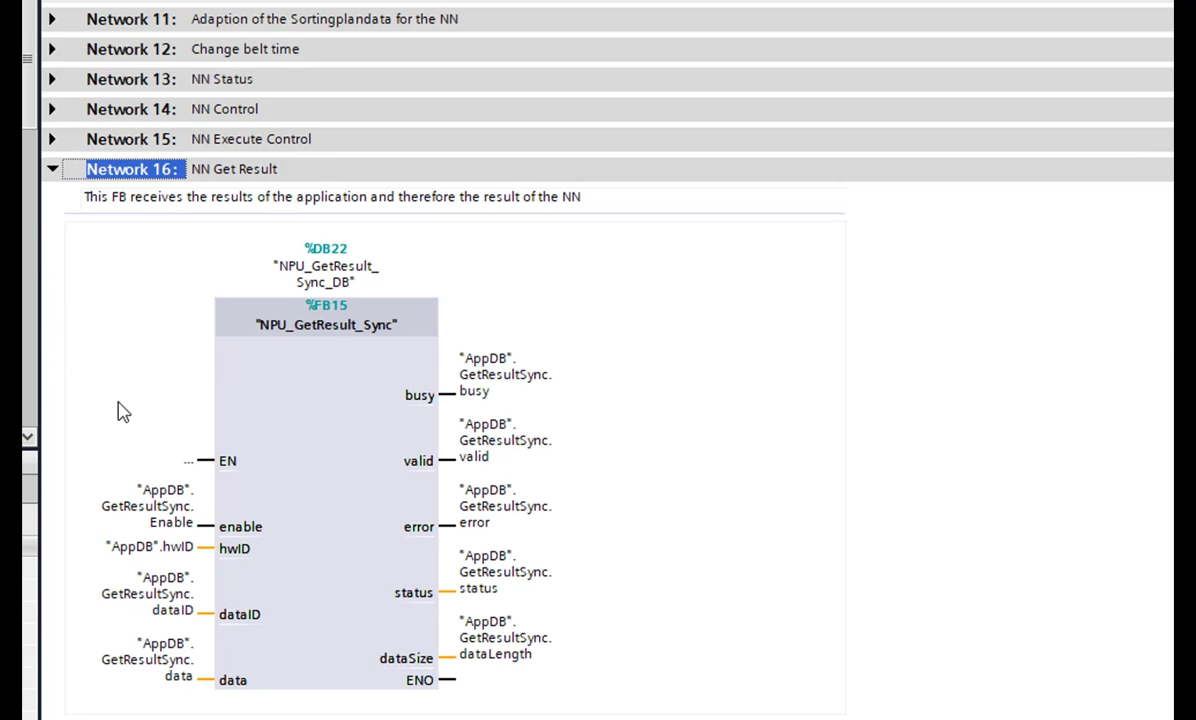 Network 11: Adaption of the Sortingplandata for the NN
Network 12: Change belt time
Network 13: NN Status
Network 14: NN Control
Network 15: NN Execute Control
Network 16: NN Get Result
This FB receives the results of the application and therefore the result of the NN
%DB22
"NPU_GetResult_
Sync_DB"
%FB15
"NPU_GetResult_Sync"
"AppDB".
GetResultSync.
busy busy
"AppDB".
GetResultSync.
... EN valid valid
"AppDB".
GetResultSync.
Enable enable
"AppDB".
GetResultSync.
error error
"AppDB".hwID hwID
"AppDB".
GetResultSync.
status status
"AppDB".
GetResultSync.
dataID dataID
"AppDB".
GetResultSync.
dataSize dataLength
"AppDB".
GetResultSync.
data data
ENO